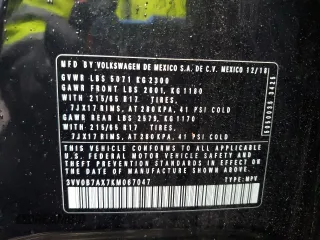 MFD. BY VOLKSWAGEN DE MEXICO S.A. DE C.V. MEXICO 12/18
GVWR LBS 5071 KG 2300
GAWR FRONT LBS 2601, KG 1180
WITH 215/65 R17 TIRES,
7JX17 RIMS, AT 280KPA, 41 PSI COLD
GAWR REAR LBS 2579, KG 1170
WITH 215/65 R17 TIRES,
7JX17 RIMS, AT 280KPA, 41 PSI COLD
THIS VEHICLE CONFORMS TO ALL APPLICABLE
FEDERAL MOTOR VEHICLE SAFETY AND
THEFT PREVENTION STANDARDS IN EFFECT ON THE
DATE OF MANUFACTURE SHOWN ABOVE.
3VV0B7AX7KM067047 TYPE: MPV